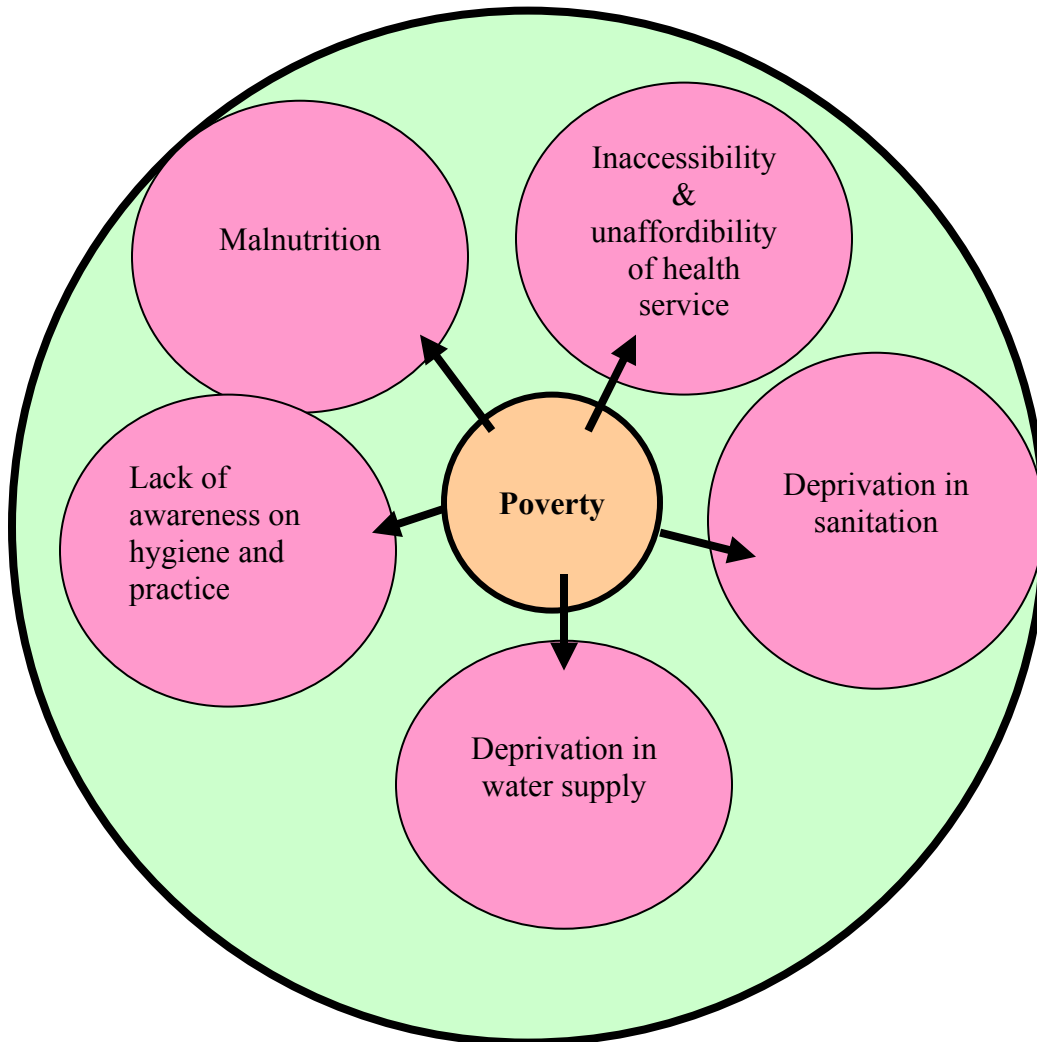 Malnutrition
Inaccessibility
&
unaffordibility
of health
service
Lack of
awareness on
hygiene and
practice
Poverty
Deprivation in
sanitation
Deprivation in
water supply